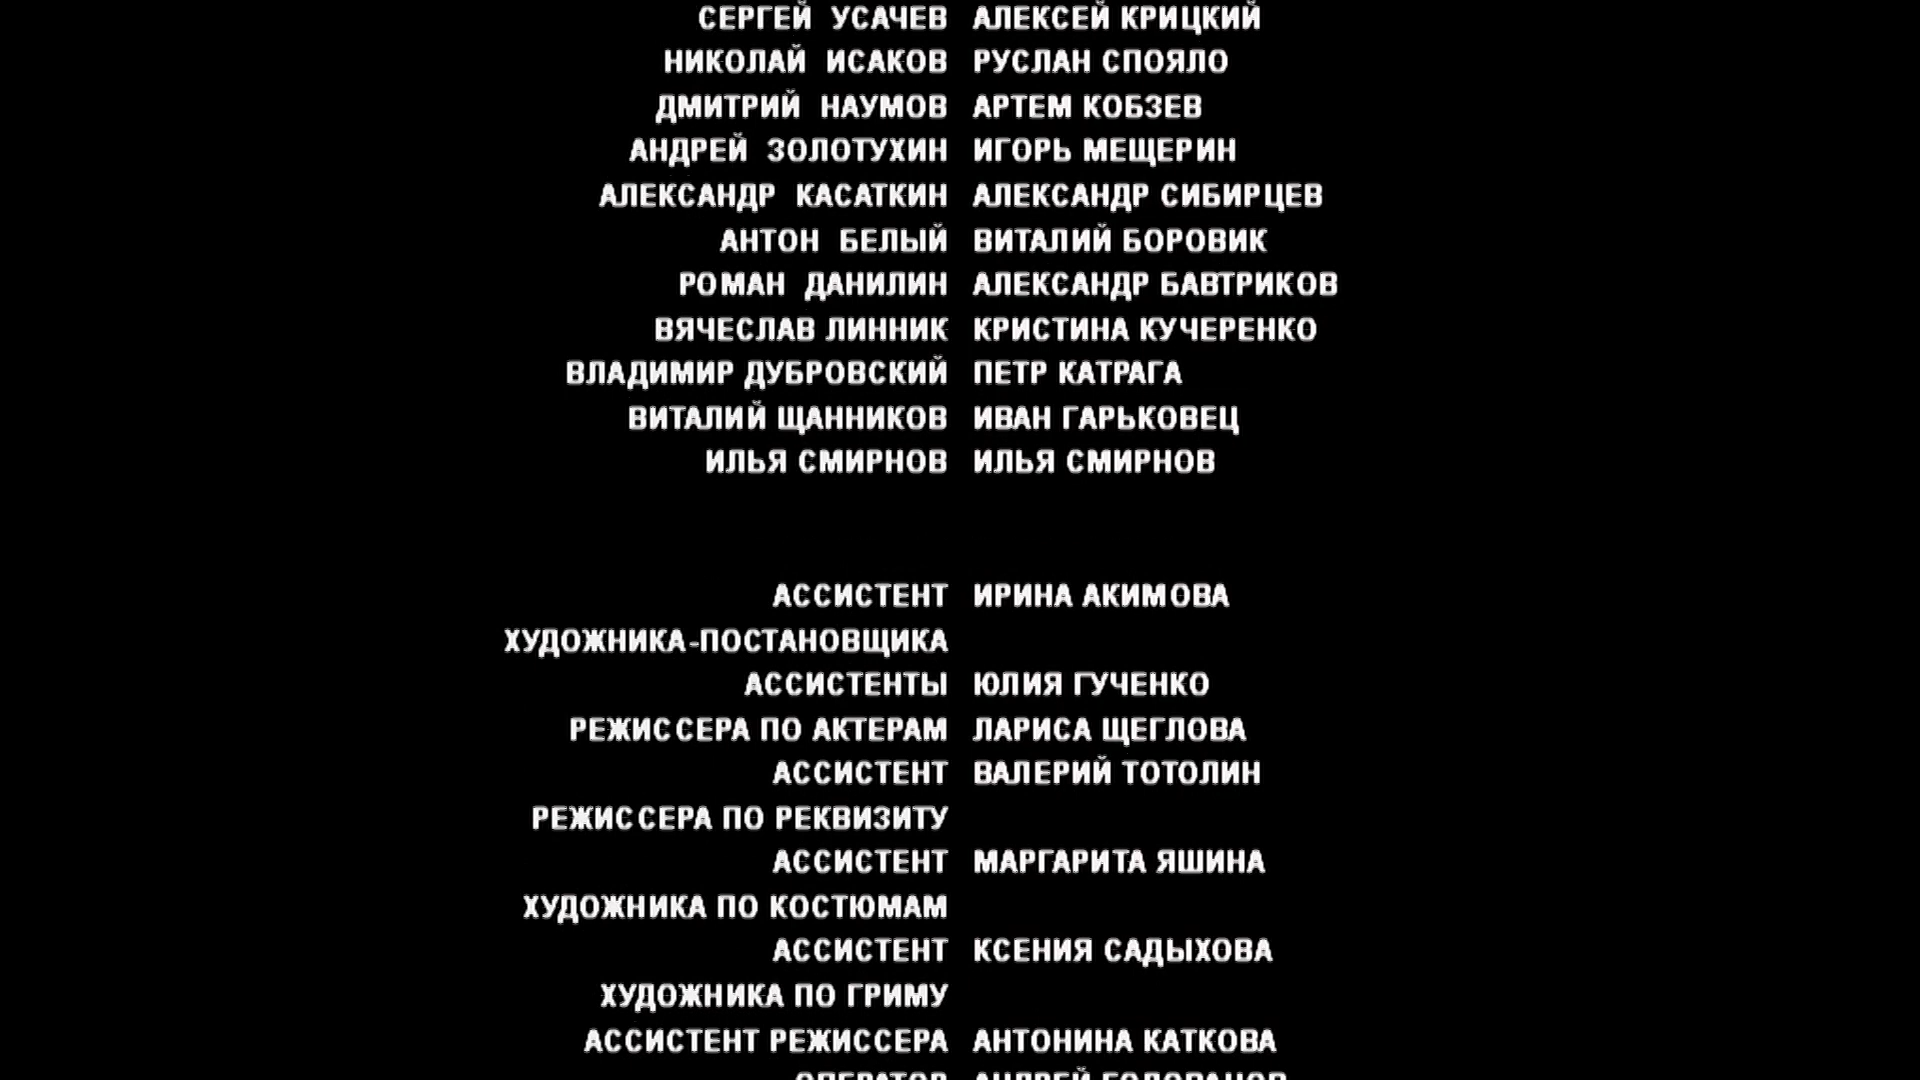 СЕРГЕЙ УСАЧЕВ АЛЕКСЕЙ КРИЦКИЙ
НИКОЛАЙ ИСАКОВ РУСЛАН СПОЯЛО
ДМИТРИЙ НАУМОВ АРТЕМ КОБЗЕВ
АНДРЕЙ ЗОЛОТУХИН ИГОРЬ МЕЩЕРИН
АЛЕКСАНДР КАСАТКИН АЛЕКСАНДР СИБИРЦЕВ
АНТОН БЕЛЫЙ ВИТАЛИЙ БОРОВИК
РОМАН ДАНИЛИН АЛЕКСАНДР БАВТРИКОВ
ВЯЧЕСЛАВ ЛИННИК КРИСТИНА КУЧЕРЕНКО
ВЛАДИМИР ДУБРОВСКИЙ ПЕТР КАТРАГА
ВИТАЛИЙ ЩАННИКОВ ИВАН ГАРЬКОВЕЦ
ИЛЬЯ СМИРНОВ ИЛЬЯ СМИРНОВ
АССИСТЕНТ ИРИНА АКИМОВА
ХУДОЖНИКА-ПОСТАНОВЩИКА
АССИСТЕНТЫ ЮЛИЯ ГУЧЕНКО
РЕЖИССЕРА ПО АКТЕРАМ ЛАРИСА ЩЕГЛОВА
АССИСТЕНТ ВАЛЕРИЙ ТОТОЛИН
РЕЖИССЕРА ПО РЕКВИЗИТУ
АССИСТЕНТ МАРГАРИТА ЯШИНА
ХУДОЖНИКА ПО КОСТЮМАМ
АССИСТЕНТ КСЕНИЯ САДЫХОВА
ХУДОЖНИКА ПО ГРИМУ
АССИСТЕНТ РЕЖИССЕРА АНТОНИНА КАТКОВА
ОПЕРАТОР АНДРЕЙ